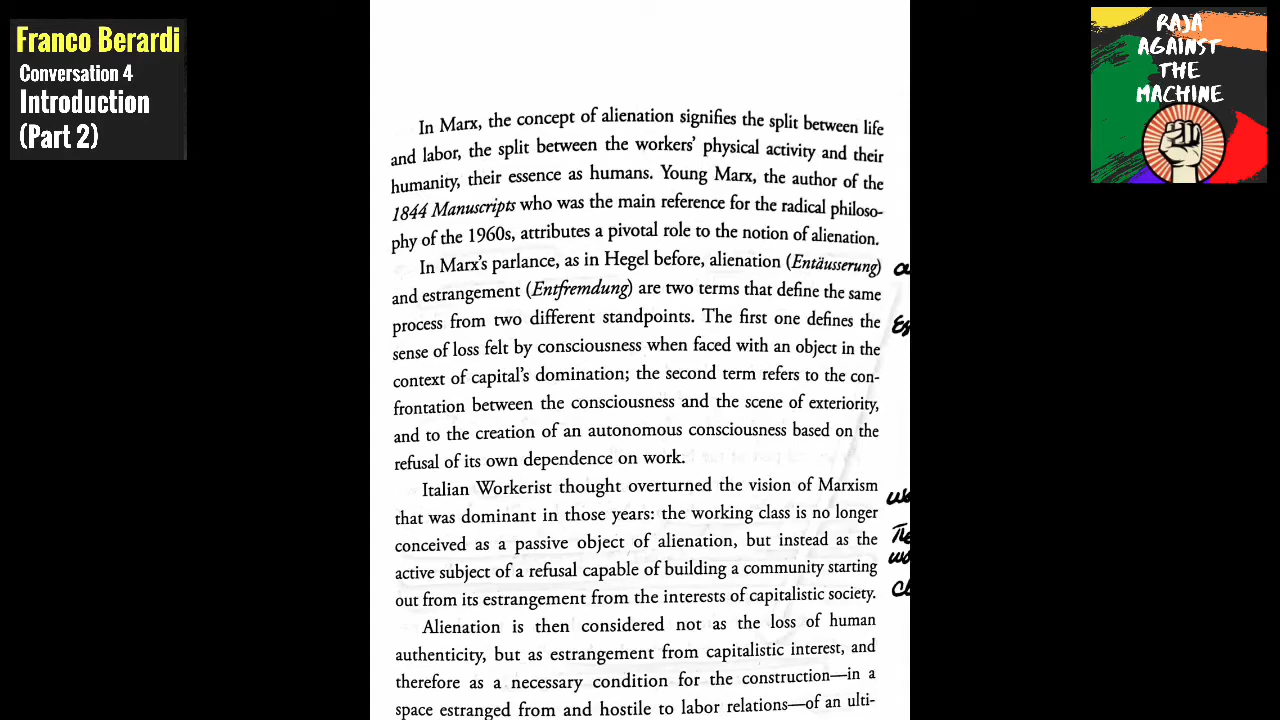 Franco Berardi
Conversation 4
Introduction
(Part 2)
RAJA
AGAINST
THE
MACHINE
In Marx, the concept of alienation signifies the split between life
and labor, the split between the workers' physical activity and their
humanity, their essence as humans. Young Marx, the author of the
1844 Manuscripts who was the main reference for the radical philoso-
phy of the 1960s, attributes a pivotal role to the notion of alienation.
In Marx's parlance, as in Hegel before, alienation (Entäusserung)
and estrangement (Entfremdung) are two terms that define the same
process from two different standpoints. The first one defines the
sense of loss felt by consciousness when faced with an object in the
context of capital's domination; the second term refers to the con-
frontation between the consciousness and the scene of exteriority,
and to the creation of an autonomous consciousness based on the
refusal of its own dependence on work.
Italian Workerist thought overturned the vision of Marxism
that was dominant in those years: the working class is no longer
conceived as a passive object of alienation, but instead as the
active subject of a refusal capable of building a community starting
out from its estrangement from the interests of capitalistic society.
Alienation is then considered not as the loss of human
authenticity, but as estrangement from capitalistic interest, and
therefore as a necessary condition for the construction—in a
space estranged from and hostile to labor relations—of an ulti-